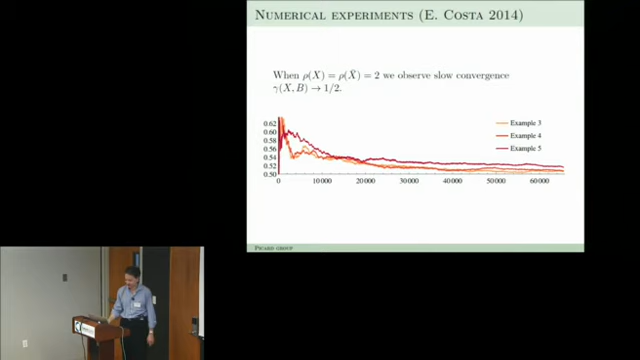 Numerical experiments (E. Costa 2014)
When ρ(X) = ρ(X̄) = 2 we observe slow convergence
γ(X, B) → 1/2.
0.62
0.60
0.58
0.56
0.54
0.52
0.50
0 10 000 20 000 30 000 40 000 50 000 60 000
Example 3
Example 4
Example 5
Picard group